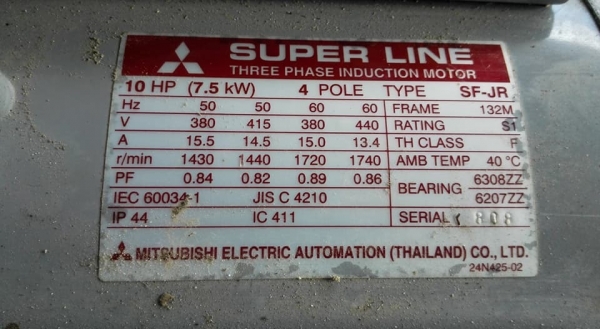 SUPER LINE
THREE PHASE INDUCTION MOTOR
10 HP (7.5 kW) 4 POLE TYPE SF-JR
Hz 50 50 60 60 FRAME 132M
V 380 415 380 440 RATING S1
A 15.5 14.5 15.0 13.4 TH CLASS F
r/min 1430 1440 1720 1740 AMB TEMP 40 °C
PF 0.84 0.82 0.89 0.86 BEARING 6308ZZ
6207ZZ
IEC 60034-1 JIS C 4210
IP 44 IC 411 SERIAL 808
MITSUBISHI ELECTRIC AUTOMATION (THAILAND) CO., LTD.
24N425-02